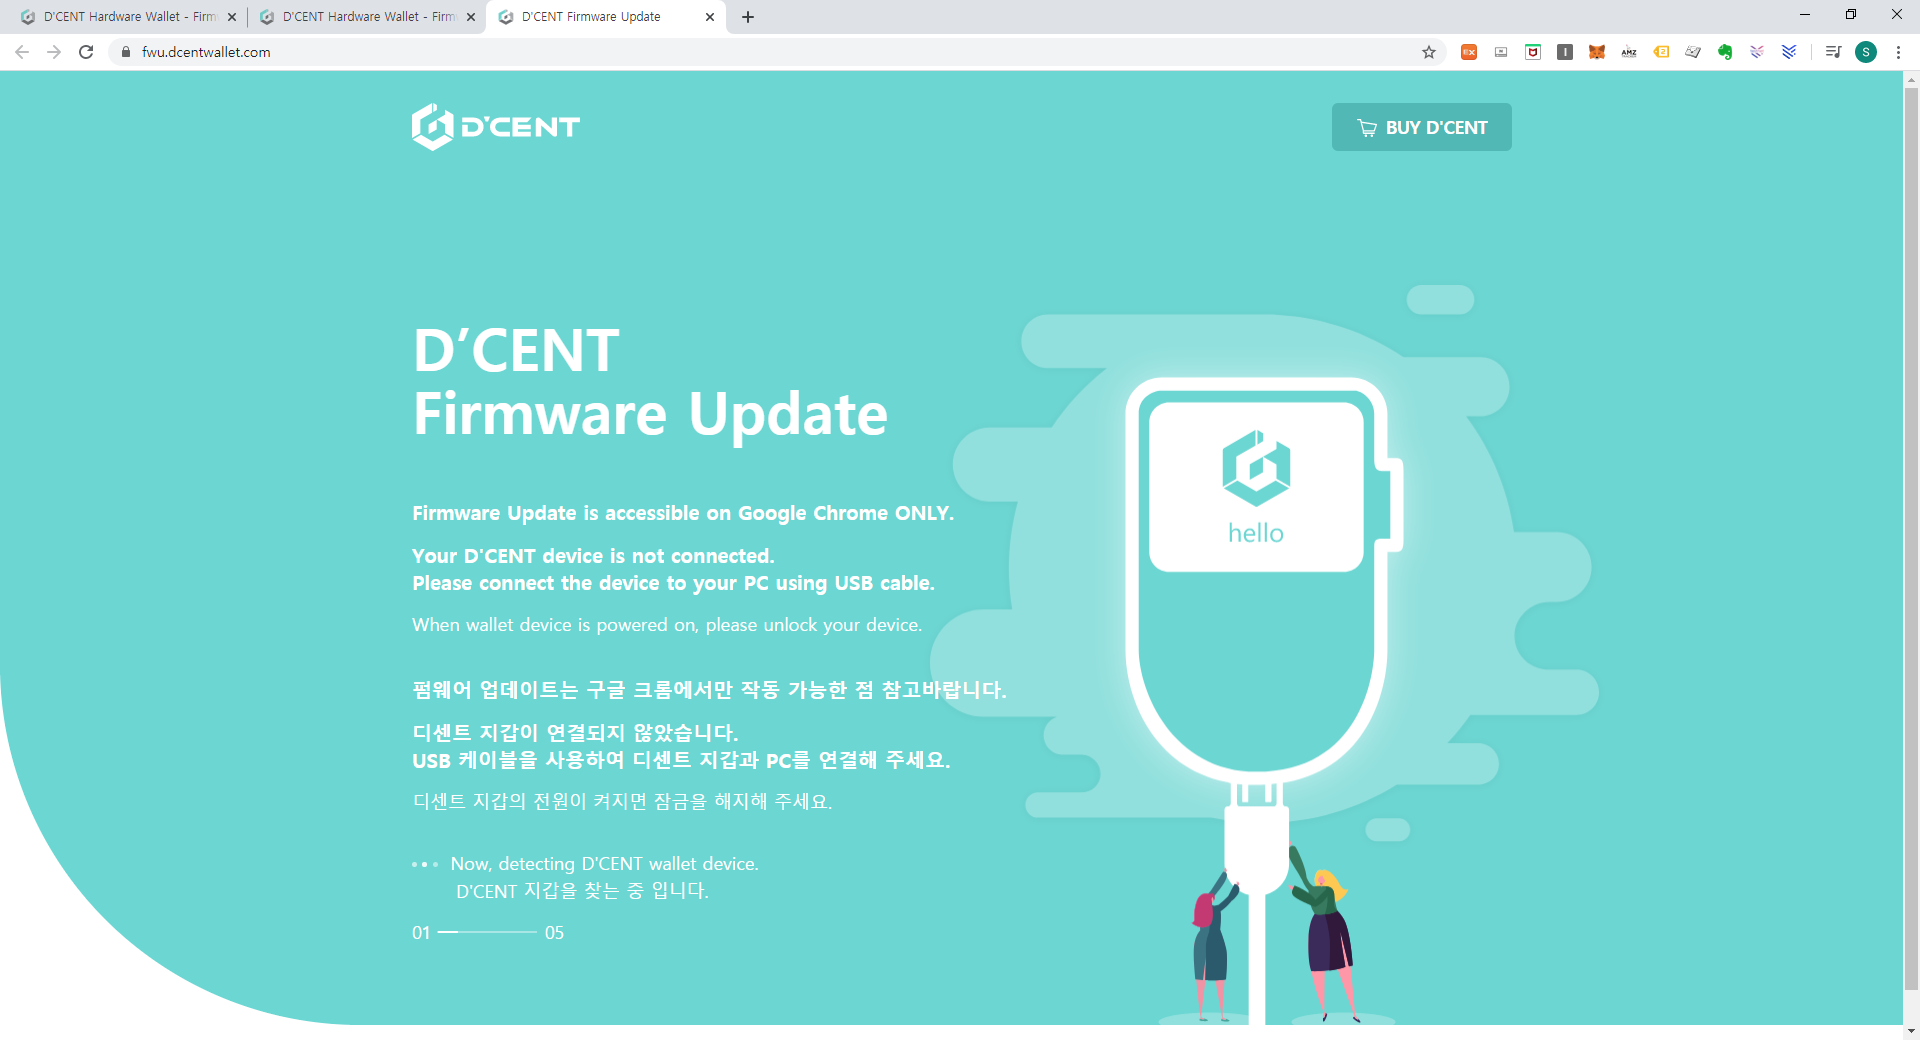 D'CENT Hardware Wallet - Firm
D'CENT Hardware Wallet - Firm
D'CENT Firmware Update
fwu.dcentwallet.com
AMZ
2
S
D'CENT
BUY D'CENT
D'CENT
Firmware Update
Firmware Update is accessible on Google Chrome ONLY.
Your D'CENT device is not connected.
Please connect the device to your PC using USB cable.
When wallet device is powered on, please unlock your device.
펌웨어 업데이트는 구글 크롬에서만 작동 가능한 점 참고바랍니다.
디센트 지갑이 연결되지 않았습니다.
USB 케이블을 사용하여 디센트 지갑과 PC를 연결해 주세요.
디센트 지갑의 전원이 켜지면 잠금을 해지해 주세요.
Now, detecting D'CENT wallet device.
D'CENT 지갑을 찾는 중 입니다.
01 05
hello